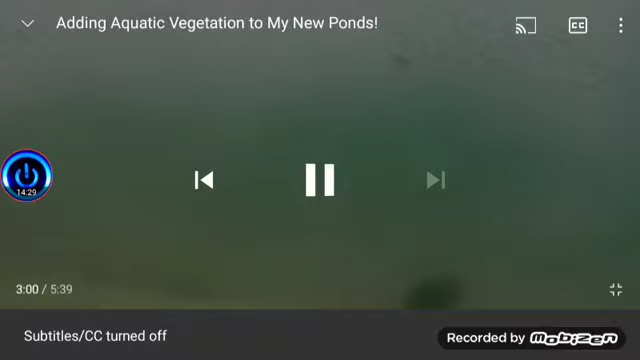 Adding Aquatic Vegetation to My New Ponds!
CC
14:29
3:00 / 5:39
Subtitles/CC turned off
Recorded by Mobizen